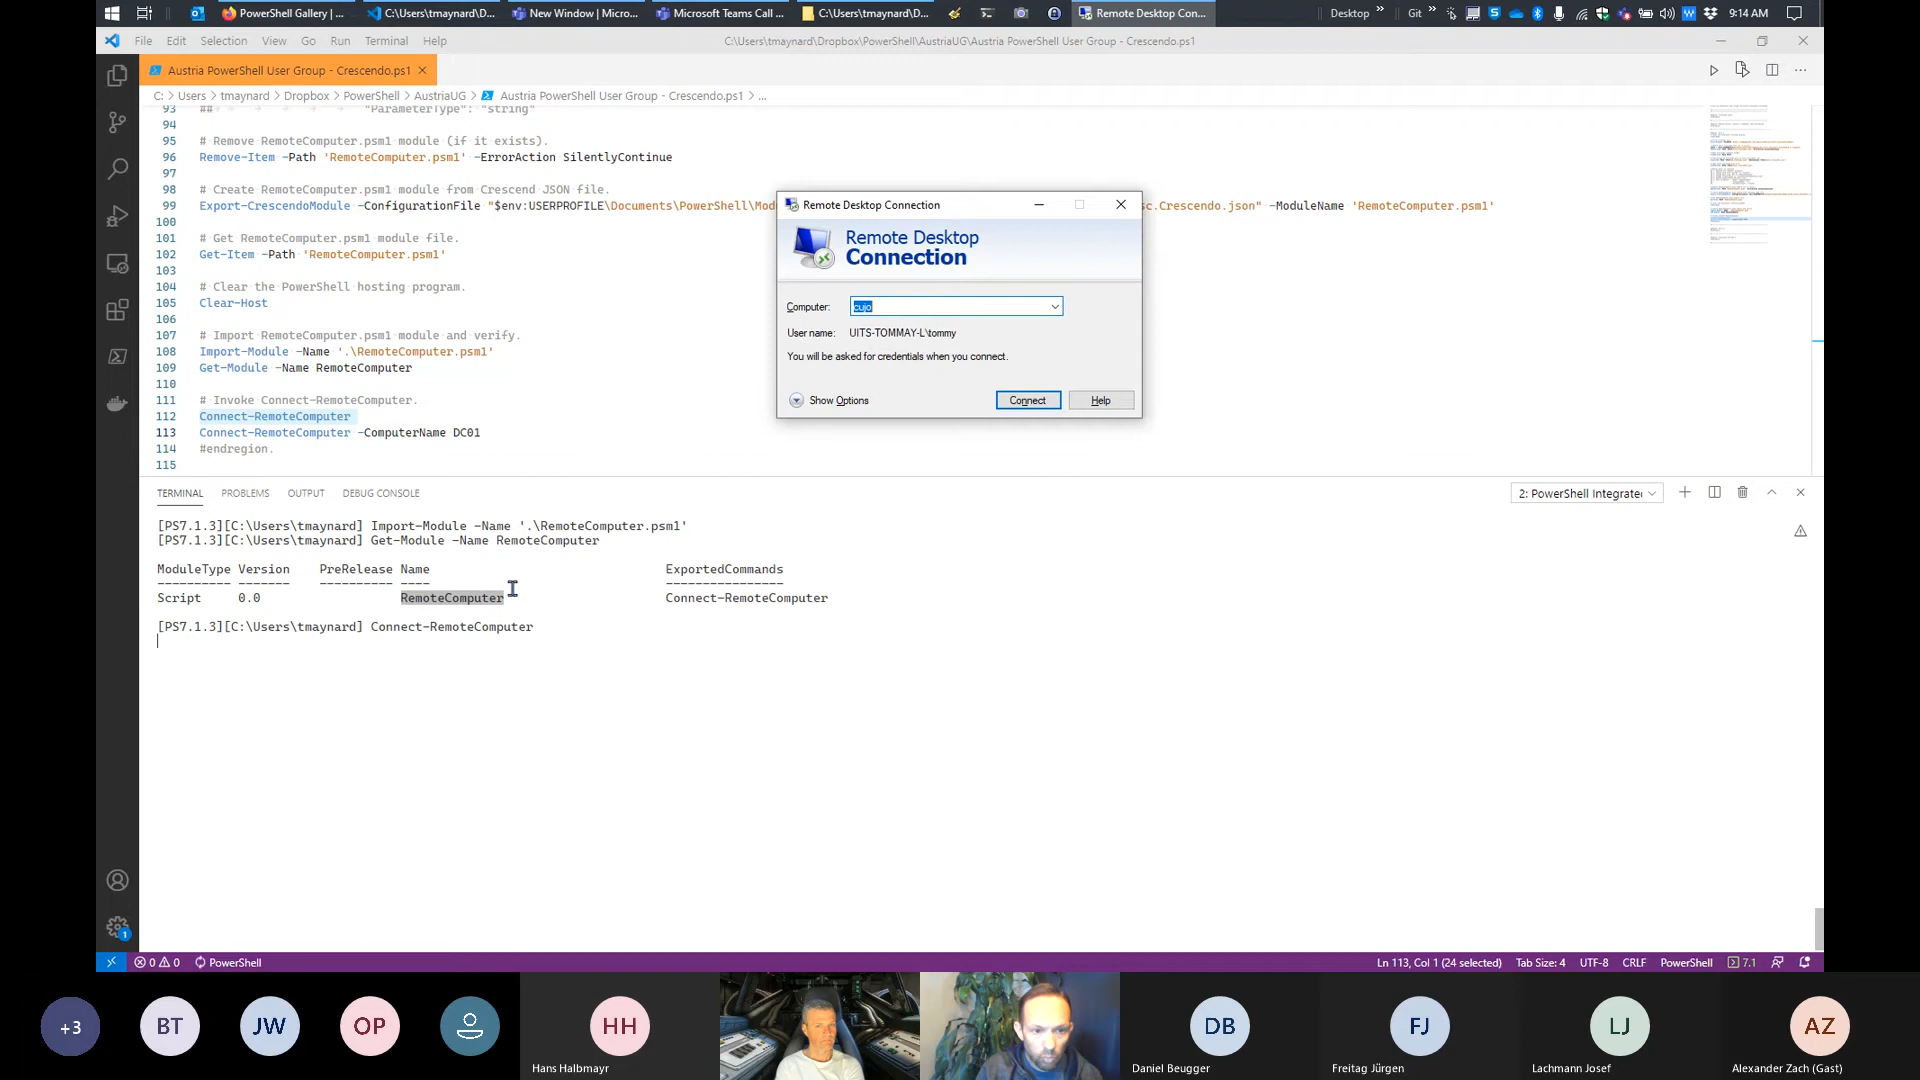 PowerShell Gallery | ...
C:\Users\tmaynard\D...
New Window | Micro...
Microsoft Teams Call ...
C:\Users\tmaynard\D...
Remote Desktop Con...
Desktop
Git
9:14 AM
File Edit Selection View Go Run Terminal Help
C:\Users\tmaynard\Dropbox\PowerShell\AustriaUG\Austria PowerShell User Group - Crescendo.ps1
Austria PowerShell User Group - Crescendo.ps1
C: > Users > tmaynard > Dropbox > PowerShell > AustriaUG > Austria PowerShell User Group - Crescendo.ps1 > ...
93 ## "ParameterType": "string"
94
95 # Remove RemoteComputer.psm1 module (if it exists).
96 Remove-Item -Path 'RemoteComputer.psm1' -ErrorAction SilentlyContinue
97
98 # Create RemoteComputer.psm1 module from Crescend JSON file.
99 Export-CrescendoModule -ConfigurationFile "$env:USERPROFILE\Documents\PowerShell\Mod sc.Crescendo.json" -ModuleName 'RemoteComputer.psm1'
100
101 # Get RemoteComputer.psm1 module file.
102 Get-Item -Path 'RemoteComputer.psm1'
103
104 # Clear the PowerShell hosting program.
105 Clear-Host
106
107 # Import RemoteComputer.psm1 module and verify.
108 Import-Module -Name '.\RemoteComputer.psm1'
109 Get-Module -Name RemoteComputer
110
111 # Invoke Connect-RemoteComputer.
112 Connect-RemoteComputer
113 Connect-RemoteComputer -ComputerName DC01
114 #endregion.
115
Remote Desktop Connection
Remote Desktop
Connection
Computer: cujo
User name: UITS-TOMMAY-L\tommy
You will be asked for credentials when you connect.
Show Options
Connect
Help
TERMINAL PROBLEMS OUTPUT DEBUG CONSOLE
2: PowerShell Integrate
[PS7.1.3][C:\Users\tmaynard] Import-Module -Name '.\RemoteComputer.psm1'
[PS7.1.3][C:\Users\tmaynard] Get-Module -Name RemoteComputer
ModuleType Version PreRelease Name ExportedCommands
---------- ------- ---------- ---- ----------------
Script 0.0 RemoteComputer Connect-RemoteComputer
[PS7.1.3][C:\Users\tmaynard] Connect-RemoteComputer
1
0 0 PowerShell
Ln 113, Col 1 (24 selected) Tab Size: 4 UTF-8 CRLF PowerShell 7.1
+3
BT
JW
OP
HH
Hans Halbmayr
DB
Daniel Beugger
FJ
Freitag Jürgen
LJ
Lachmann Josef
AZ
Alexander Zach (Gast)